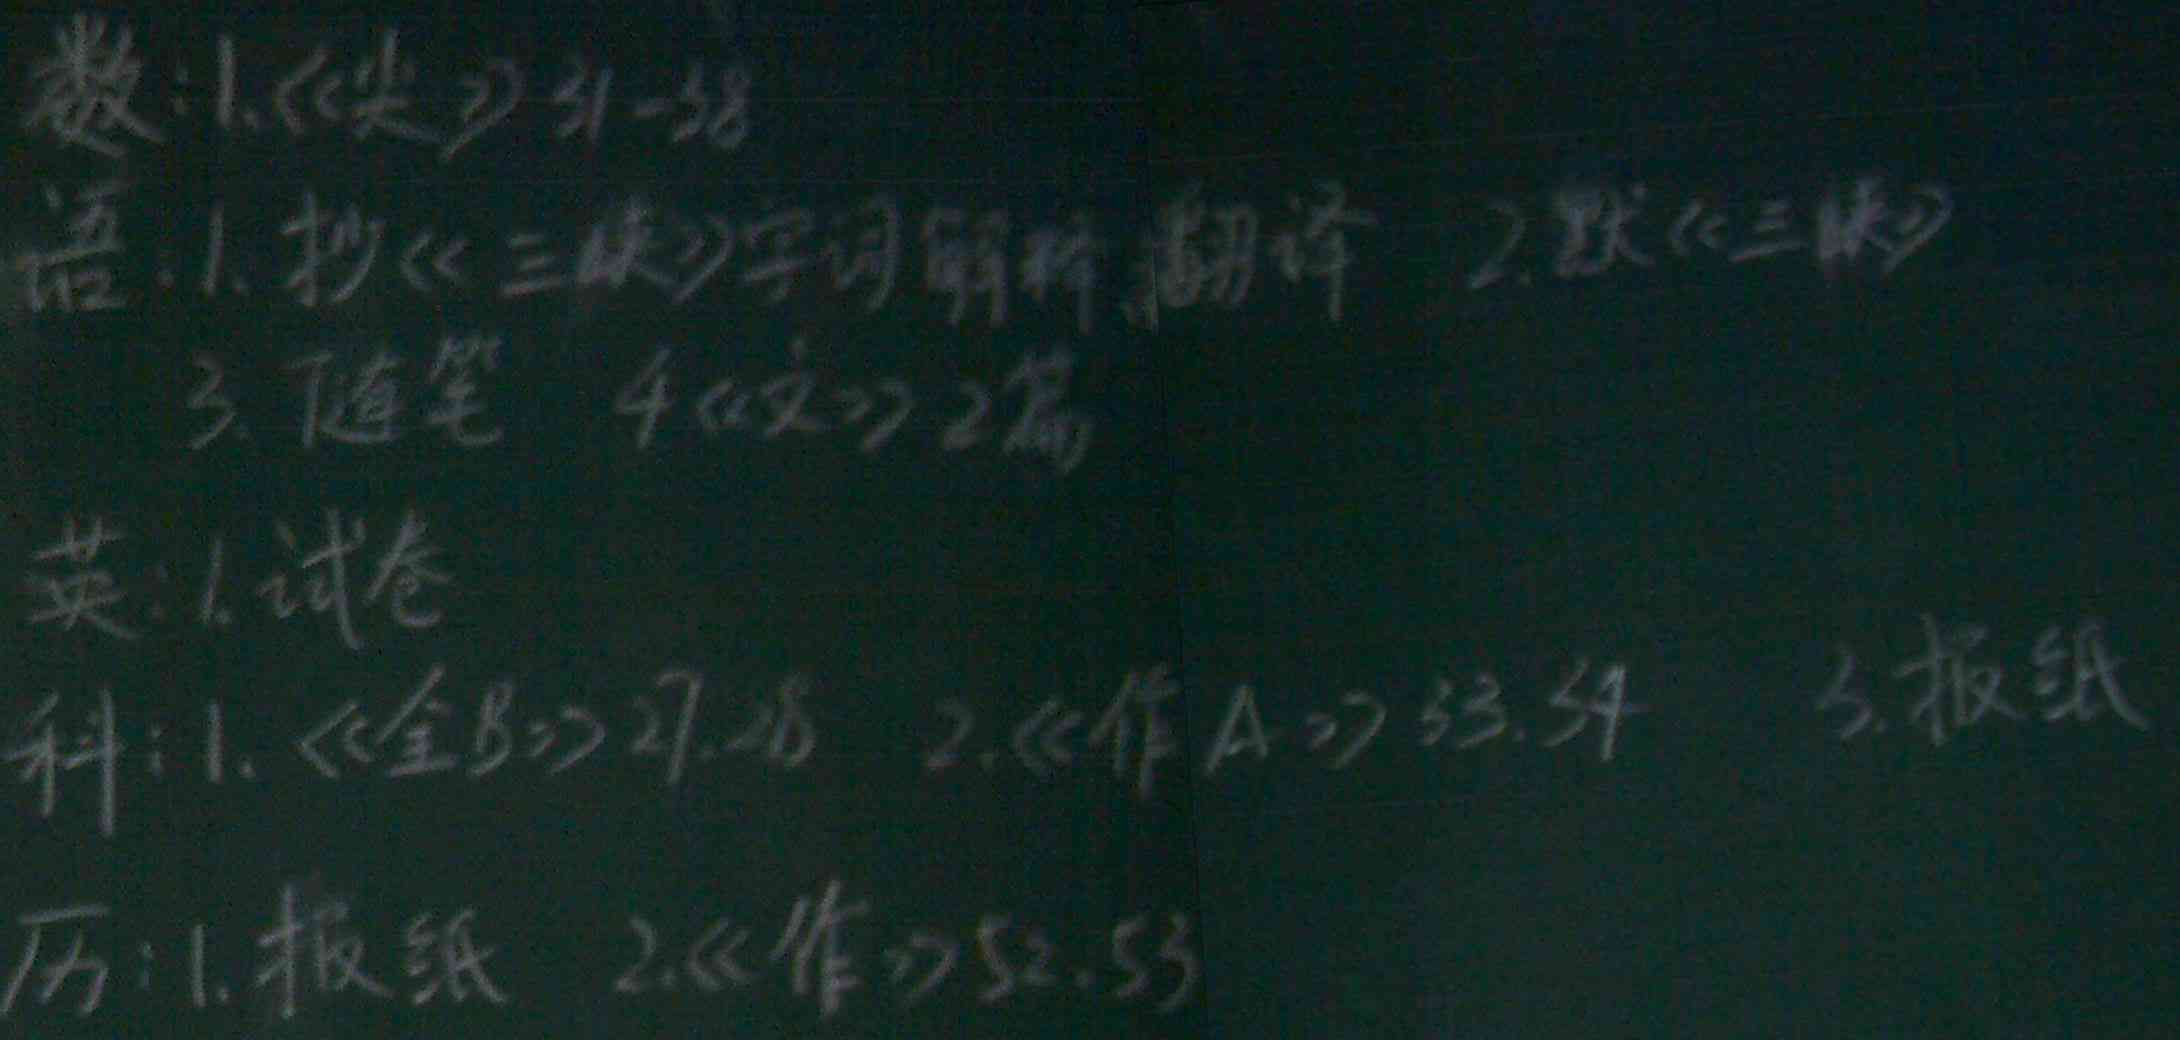 数:1.《尖》31-38
语:1.抄《三峡》字词解释、翻译 2.默《三峡》
3.随笔 4《文》2篇
英:1.试卷
科:1.《全B》27.28 2.《作A》53.54 3.报纸
历:1.报纸 2.《作》52.53